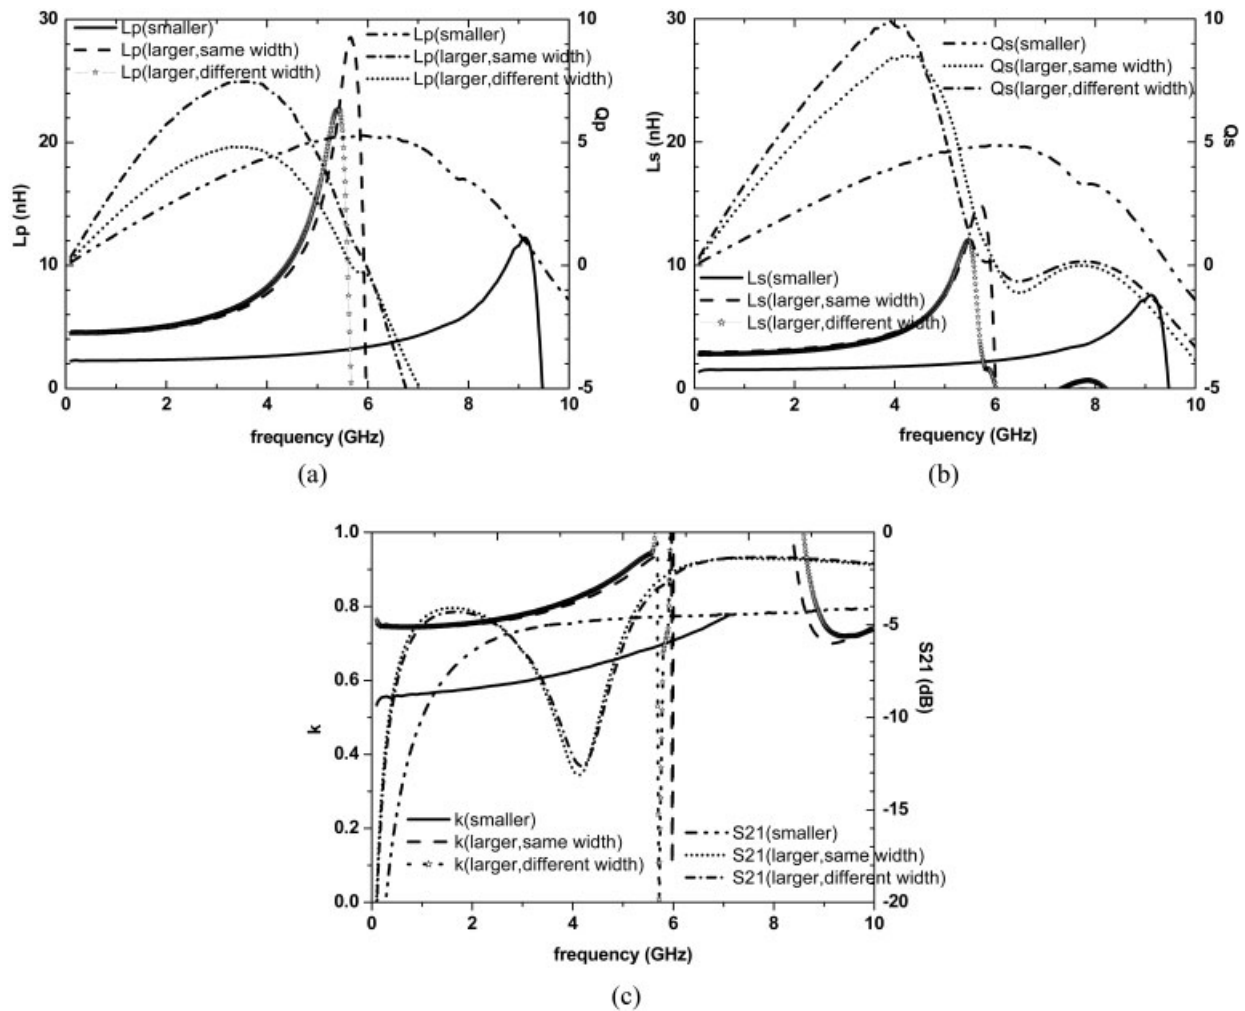 30
20
10
0
Lp (nH)
Lp(smaller)
Lp(larger,same width)
Lp(larger,different width)
Lp(smaller)
Lp(larger,same width)
Lp(larger,different width)
10
5
0
-5
Qp
0 2 4 6 8 10
frequency (GHz)
(a)
30
20
10
0
Ls (nH)
Qs(smaller)
Qs(larger,same width)
Qs(larger,different width)
Ls(smaller)
Ls(larger,same width)
Ls(larger,different width)
10
5
0
-5
Qs
0 2 4 6 8 10
frequency (GHz)
(b)
1.0
0.8
0.6
0.4
0.2
0.0
k
k(smaller)
k(larger,same width)
k(larger,different width)
S21(smaller)
S21(larger,same width)
S21(larger,different width)
0
-5
-10
-15
-20
S21 (dB)
0 2 4 6 8 10
frequency (GHz)
(c)